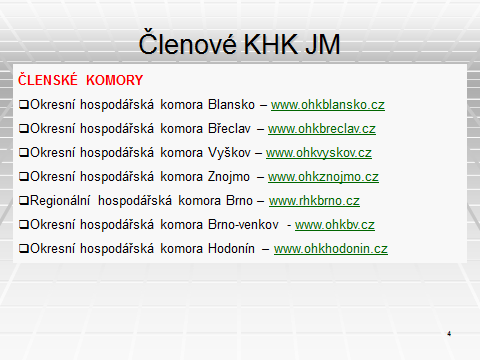 Členové KHK JM
ČLENSKÉ KOMORY
❑Okresní hospodářská komora Blansko – www.ohkblansko.cz
❑Okresní hospodářská komora Břeclav – www.ohkbreclav.cz
❑Okresní hospodářská komora Vyškov – www.ohkvyskov.cz
❑Okresní hospodářská komora Znojmo – www.ohkznojmo.cz
❑Regionální hospodářská komora Brno – www.rhkbrno.cz
❑Okresní hospodářská komora Brno-venkov - www.ohkbv.cz
❑Okresní hospodářská komora Hodonín – www.ohkhodonin.cz
4